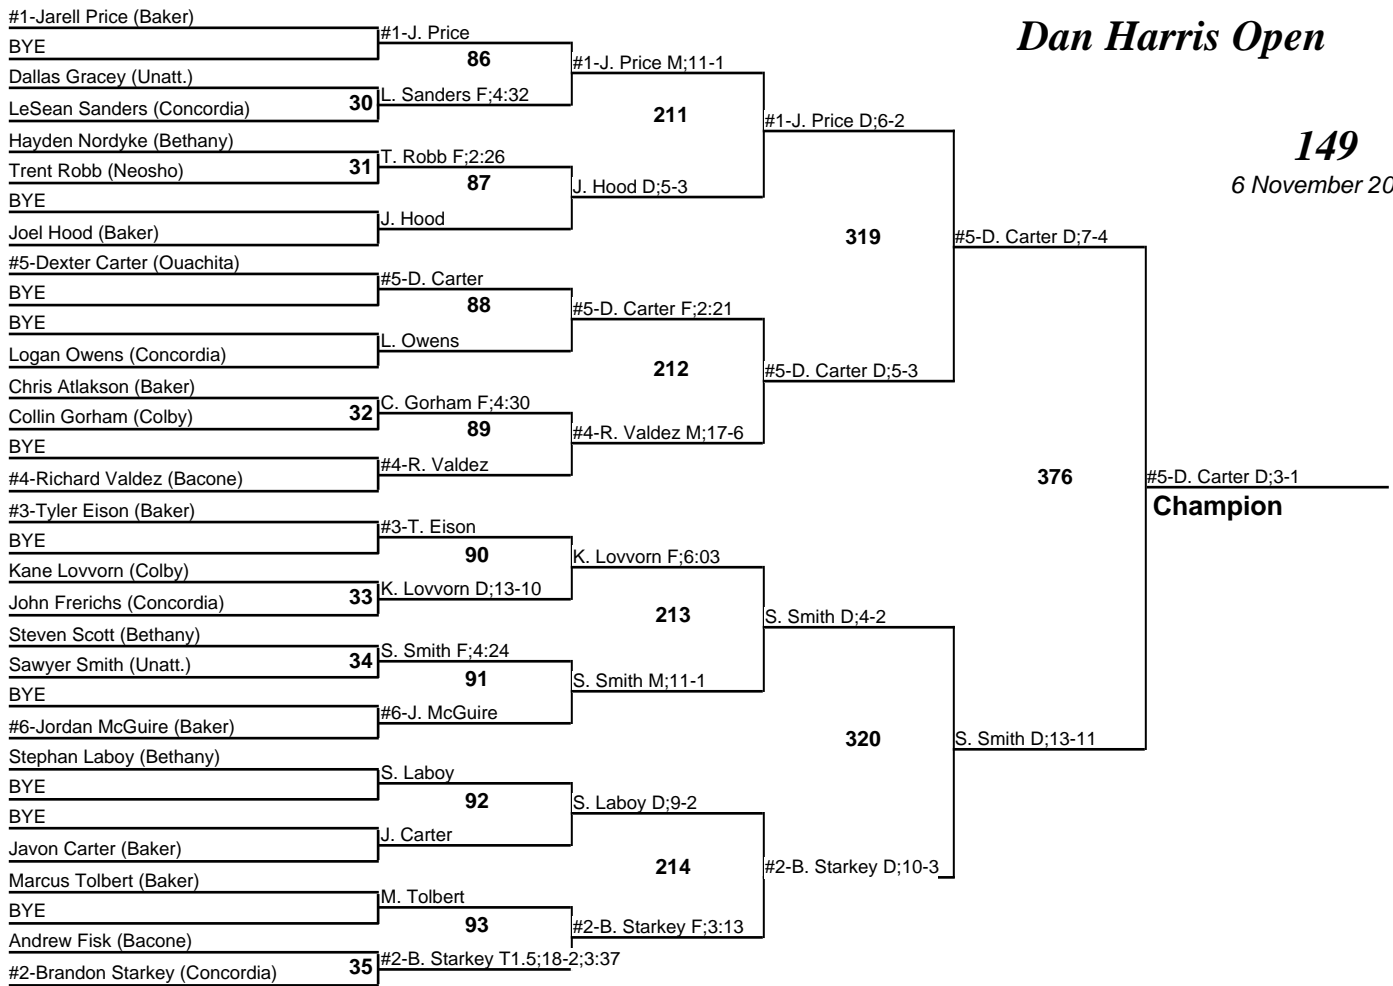 Dan Harris Open
149
6 November 20
#1-Jarell Price (Baker)
BYE
Dallas Gracey (Unatt.)
LeSean Sanders (Concordia)
Hayden Nordyke (Bethany)
Trent Robb (Neosho)
BYE
Joel Hood (Baker)
#5-Dexter Carter (Ouachita)
BYE
BYE
Logan Owens (Concordia)
Chris Atlakson (Baker)
Collin Gorham (Colby)
BYE
#4-Richard Valdez (Bacone)
#3-Tyler Eison (Baker)
BYE
Kane Lovvorn (Colby)
John Frerichs (Concordia)
Steven Scott (Bethany)
Sawyer Smith (Unatt.)
BYE
#6-Jordan McGuire (Baker)
Stephan Laboy (Bethany)
BYE
BYE
Javon Carter (Baker)
Marcus Tolbert (Baker)
BYE
Andrew Fisk (Bacone)
#2-Brandon Starkey (Concordia)
30
31
32
33
34
35
#1-J. Price
86
L. Sanders F;4:32
T. Robb F;2:26
87
J. Hood
#5-D. Carter
88
L. Owens
C. Gorham F;4:30
89
#4-R. Valdez
#3-T. Eison
90
K. Lovvorn D;13-10
S. Smith F;4:24
91
#6-J. McGuire
S. Laboy
92
J. Carter
M. Tolbert
93
#2-B. Starkey T1.5;18-2;3:37
#1-J. Price M;11-1
211
J. Hood D;5-3
#5-D. Carter F;2:21
212
#4-R. Valdez M;17-6
K. Lovvorn F;6:03
213
S. Smith M;11-1
S. Laboy D;9-2
214
#2-B. Starkey F;3:13
#1-J. Price D;6-2
319
#5-D. Carter D;5-3
S. Smith D;4-2
320
#2-B. Starkey D;10-3
#5-D. Carter D;7-4
376
S. Smith D;13-11
#5-D. Carter D;3-1
Champion